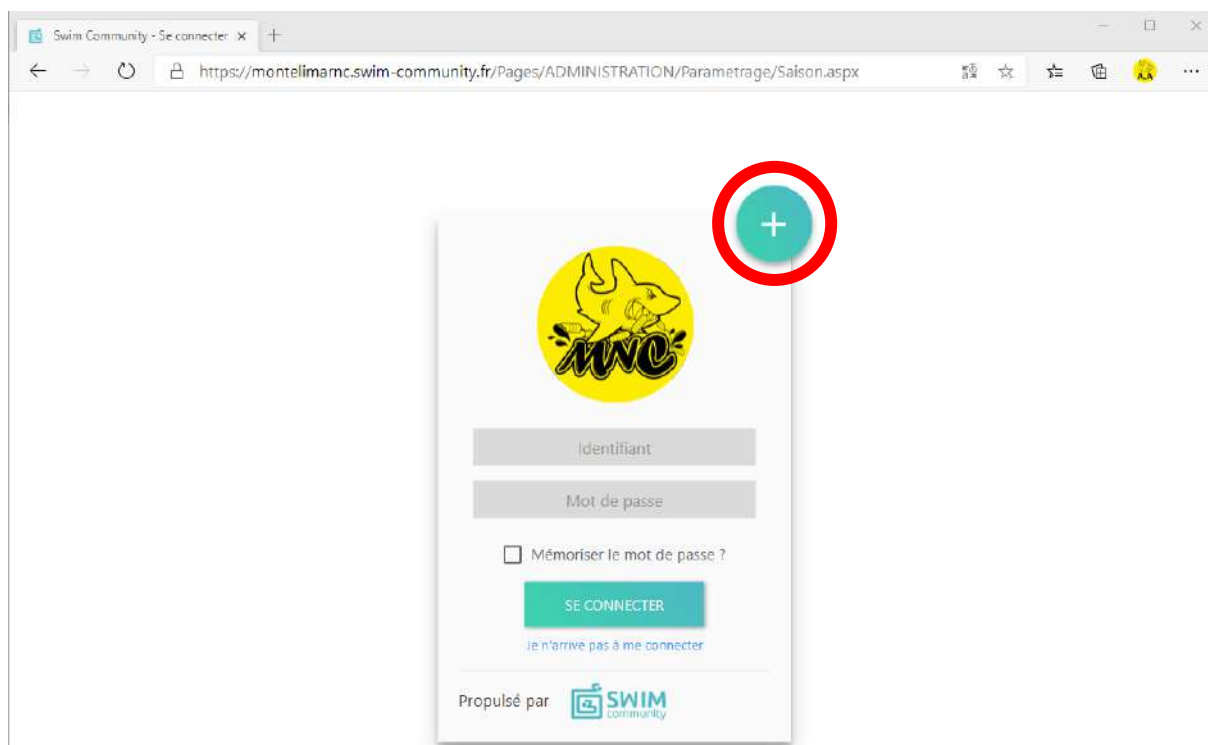 Swim Community - Se connecter
https://montelimarnc.swim-community.fr/Pages/ADMINISTRATION/Parametrage/Saison.aspx
MNC
Identifiant
Mot de passe
Mémoriser le mot de passe ?
SE CONNECTER
Je n'arrive pas à me connecter
Propulsé par
SWIM
community